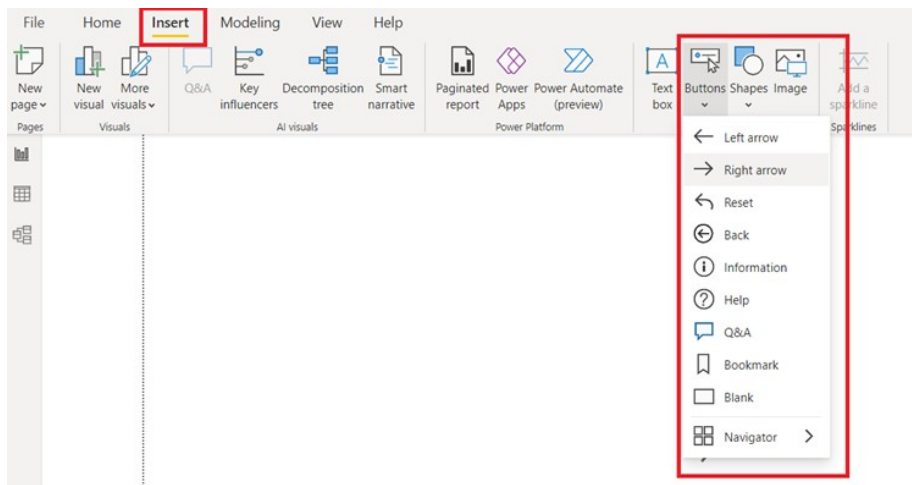 File Home Insert Modeling View Help
New page
New visual
More visuals
Q&A
Key influencers
Decomposition tree
Smart narrative
Paginated report
Power Apps
Power Automate (preview)
Text box
Buttons
Shapes
Image
Add a sparkline
Pages
Visuals
AI visuals
Power Platform
Sparklines
Left arrow
Right arrow
Reset
Back
Information
Help
Q&A
Bookmark
Blank
Navigator